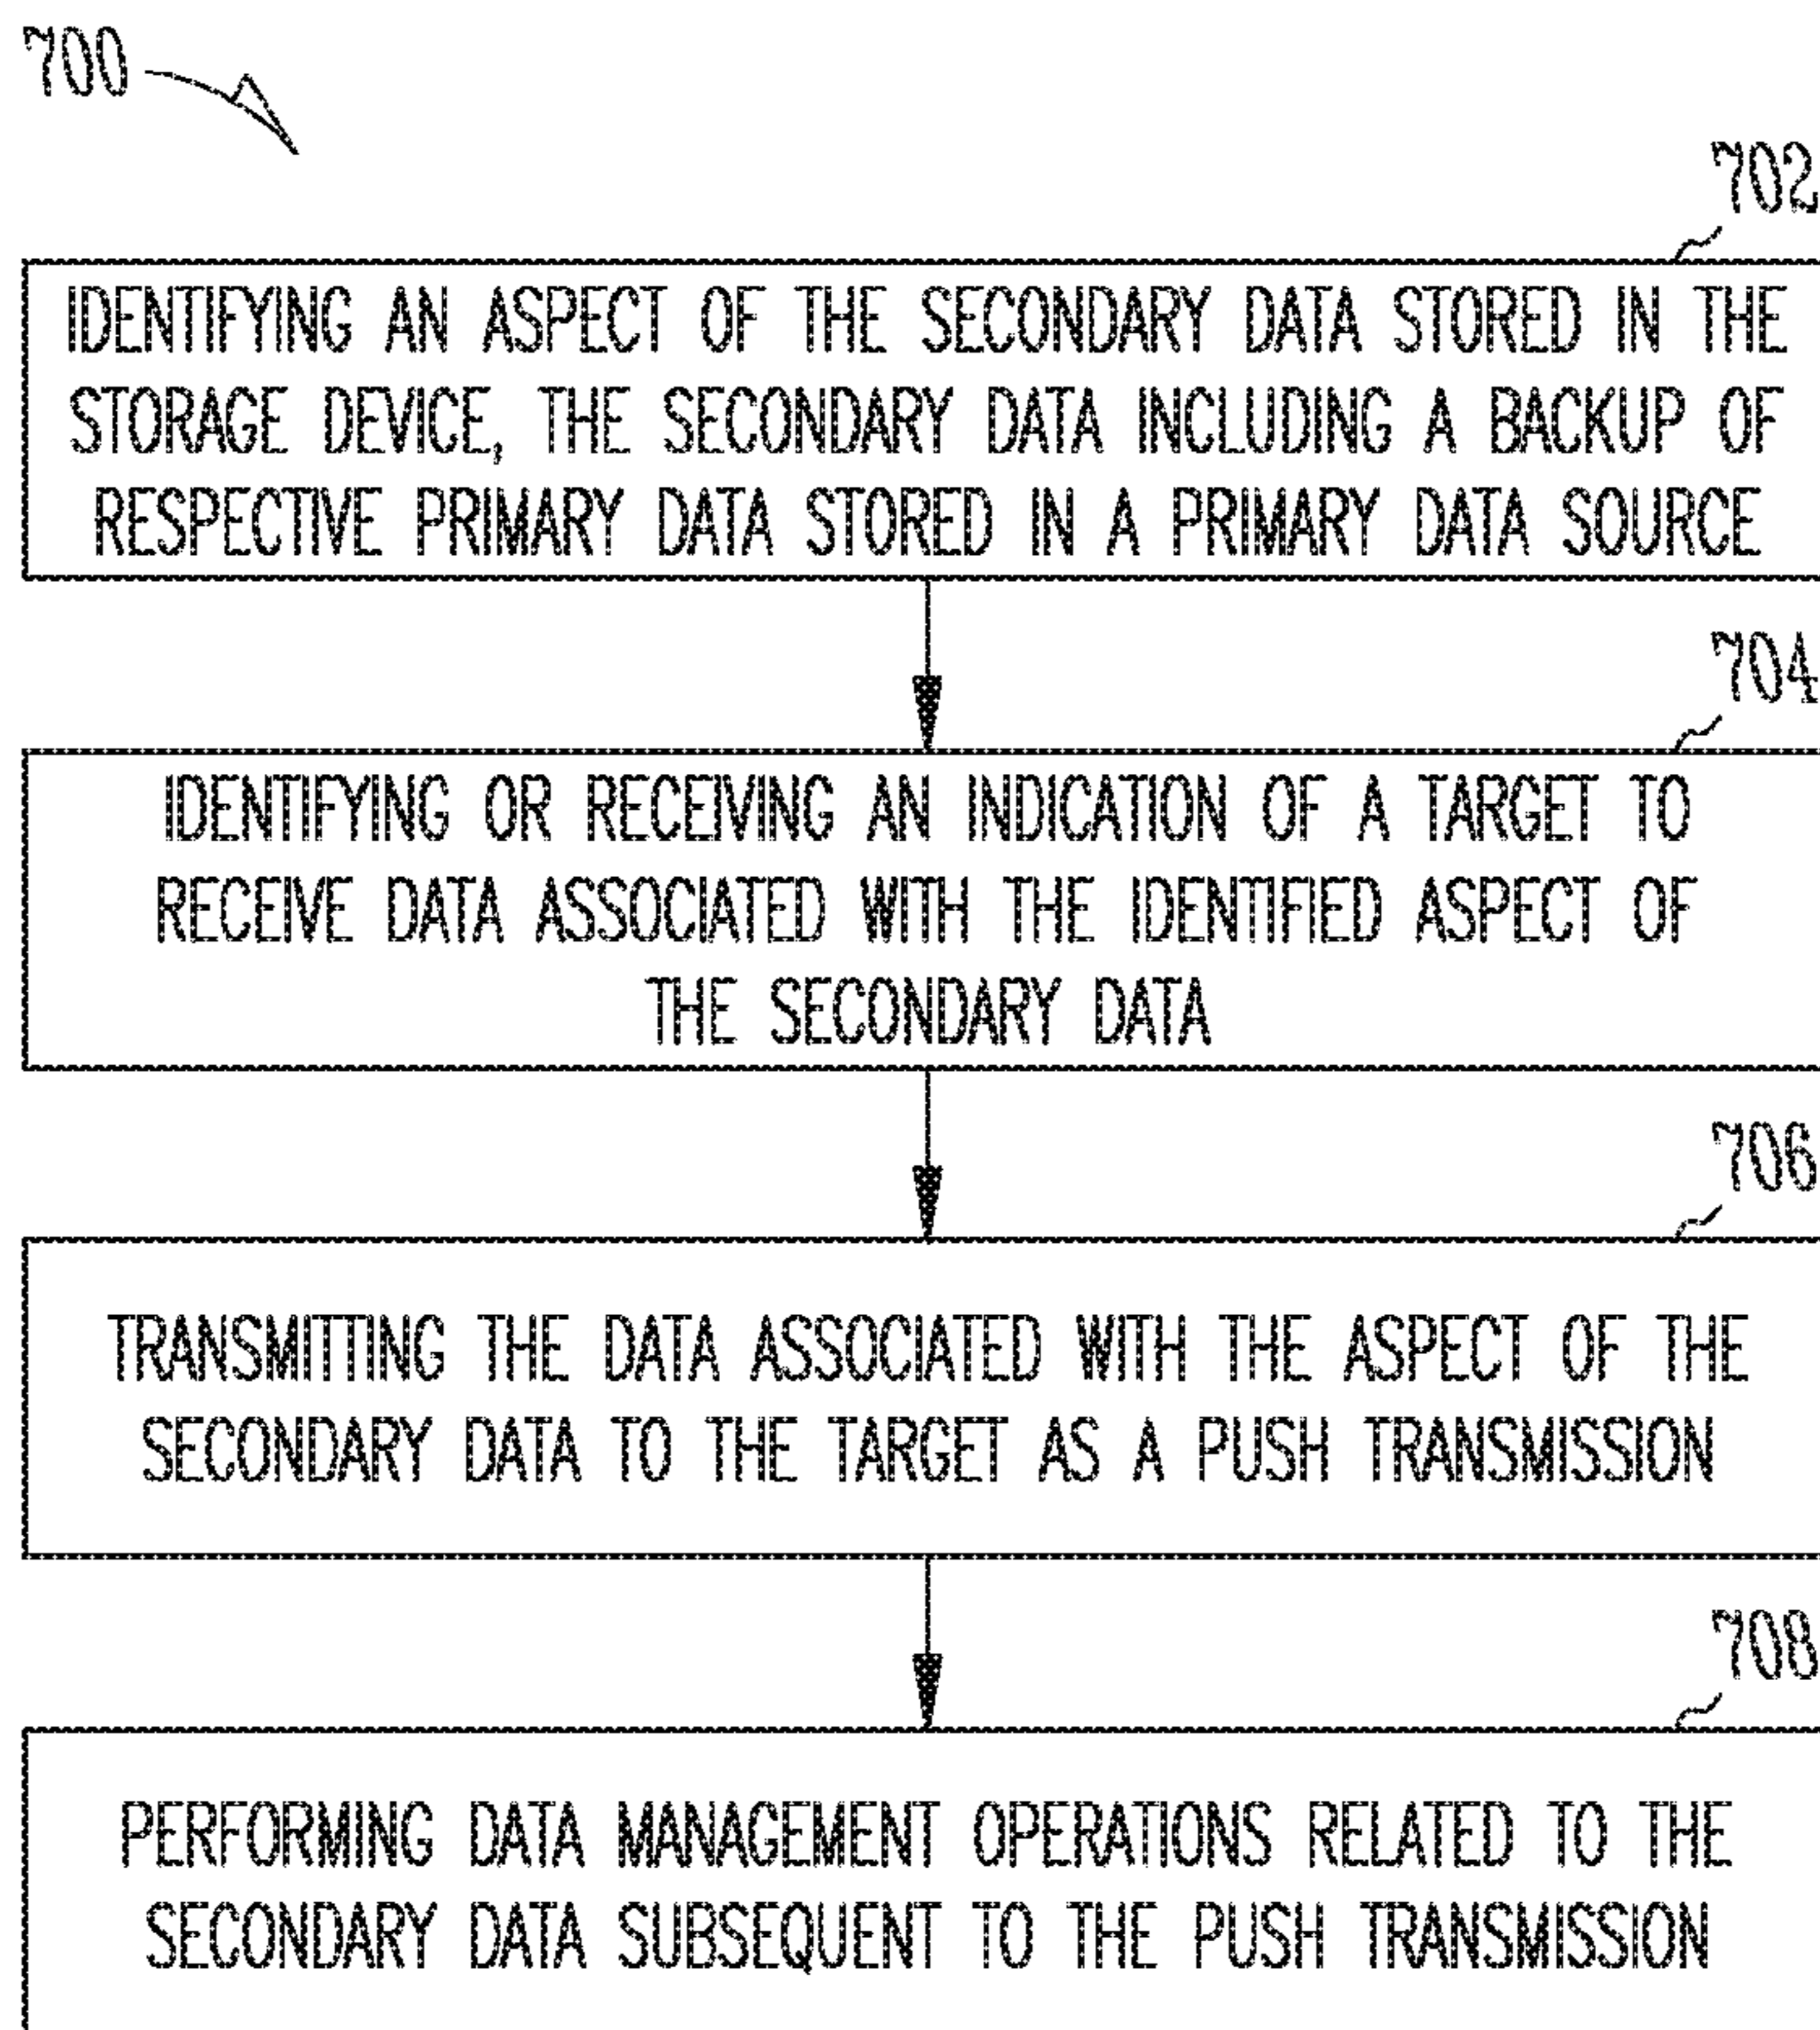 700
702
IDENTIFYING AN ASPECT OF THE SECONDARY DATA STORED IN THE
STORAGE DEVICE, THE SECONDARY DATA INCLUDING A BACKUP OF
RESPECTIVE PRIMARY DATA STORED IN A PRIMARY DATA SOURCE
704
IDENTIFYING OR RECEIVING AN INDICATION OF A TARGET TO
RECEIVE DATA ASSOCIATED WITH THE IDENTIFIED ASPECT OF
THE SECONDARY DATA
706
TRANSMITTING THE DATA ASSOCIATED WITH THE ASPECT OF THE
SECONDARY DATA TO THE TARGET AS A PUSH TRANSMISSION
708
PERFORMING DATA MANAGEMENT OPERATIONS RELATED TO THE
SECONDARY DATA SUBSEQUENT TO THE PUSH TRANSMISSION